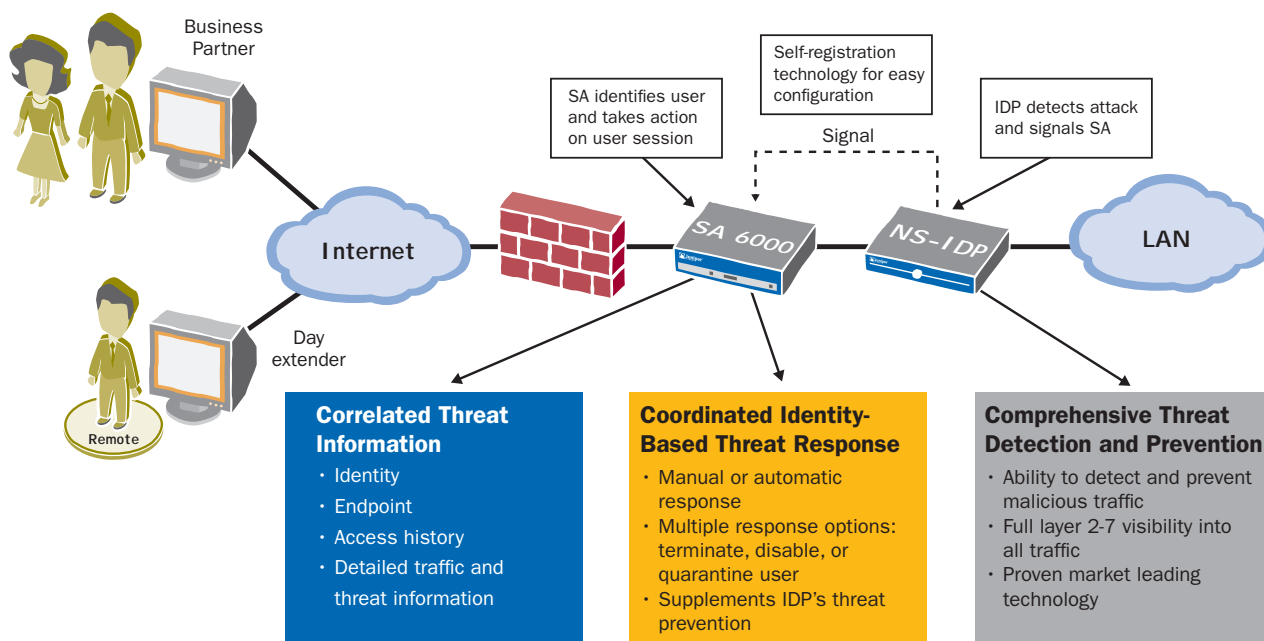 Business
Partner
Self-registration
technology for easy
configuration
SA identifies user
and takes action
on user session
IDP detects attack
and signals SA
Signal
Internet
SA 6000
NS-IDP
LAN
Juniper
Juniper
Day
extender
Remote
Correlated Threat
Information
· Identity
· Endpoint
· Access history
· Detailed traffic and
threat information
Coordinated Identity-
Based Threat Response
· Manual or automatic
response
· Multiple response options:
terminate, disable, or
quarantine user
· Supplements IDP’s threat
prevention
Comprehensive Threat
Detection and Prevention
· Ability to detect and prevent
malicious traffic
· Full layer 2-7 visibility into
all traffic
· Proven market leading
technology